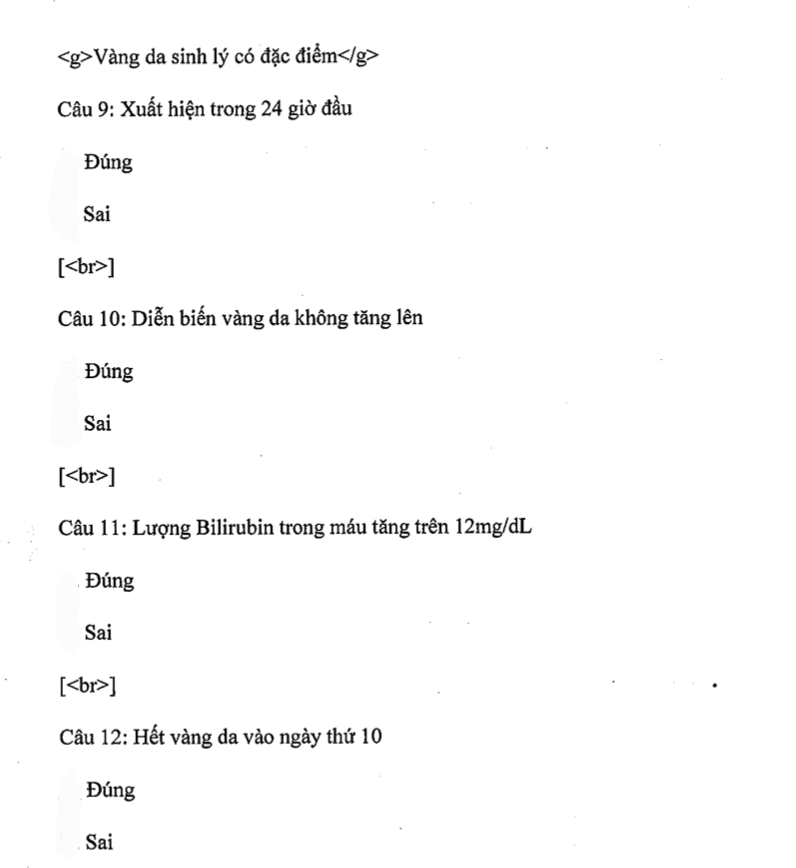 <g>Vàng da sinh lý có đặc điểm</g>
Câu 9: Xuất hiện trong 24 giờ đầu
Đúng
Sai
[<br>]
Câu 10: Diễn biến vàng da không tăng lên
Đúng
Sai
[<br>]
Câu 11: Lượng Bilirubin trong máu tăng trên 12mg/dL
Đúng
Sai
[<br>]
Câu 12: Hết vàng da vào ngày thứ 10
Đúng
Sai